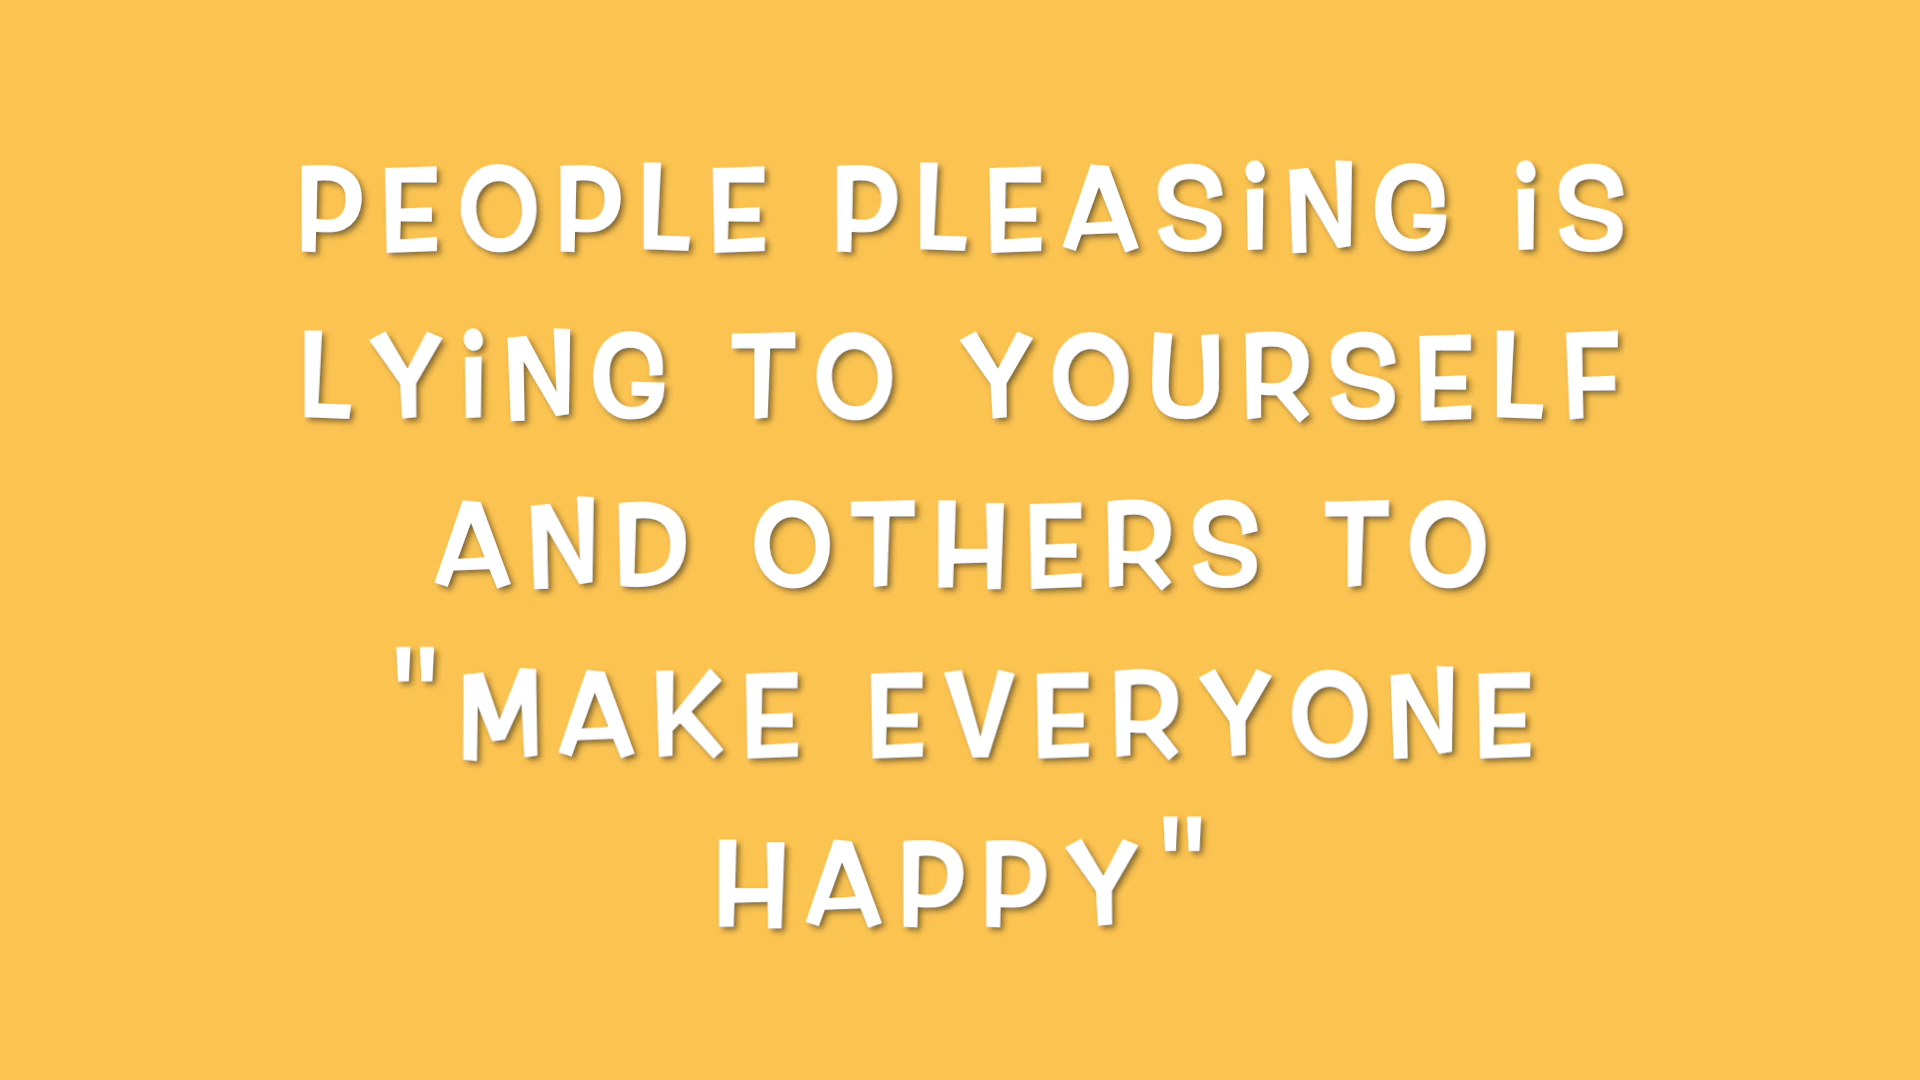 PEOPLE PLEASiNG iS
LYiNG TO YOURSELF
AND OTHERS TO
"MAKE EVERYONE
HAPPY"